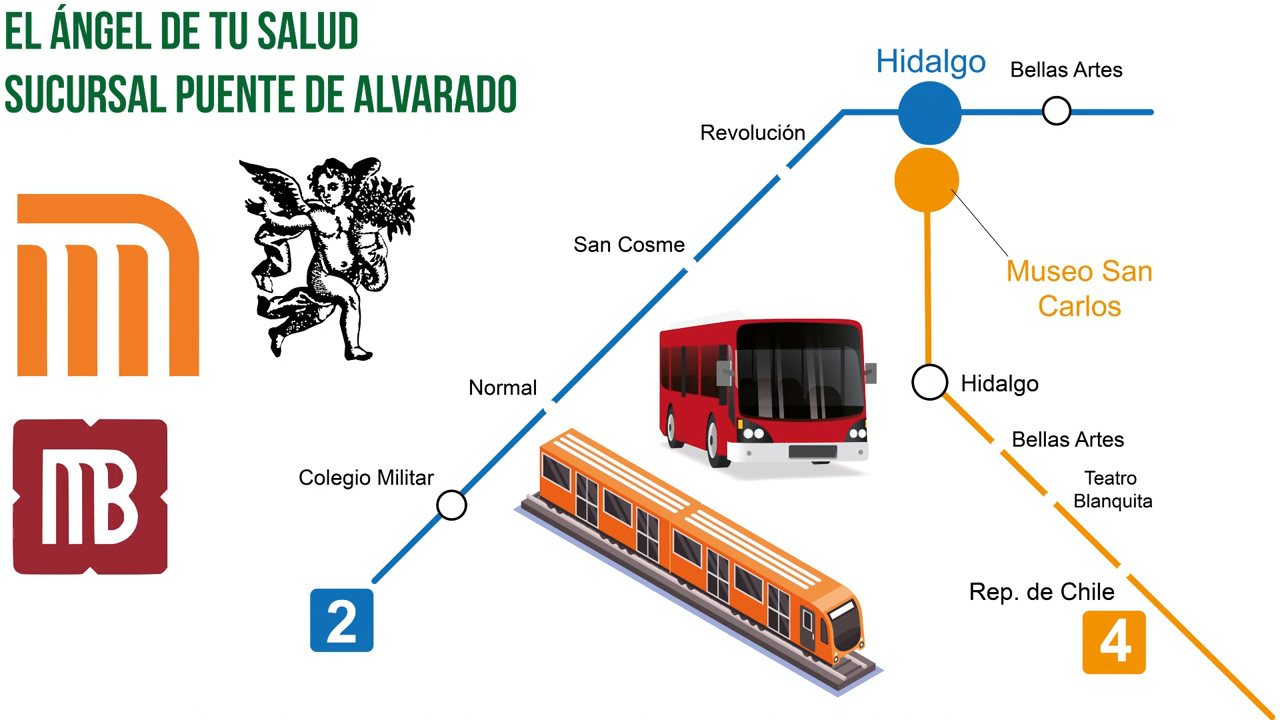 EL ÁNGEL DE TU SALUD
SUCURSAL PUENTE DE ALVARADO
Hidalgo
Bellas Artes
Revolución
San Cosme
Museo San
Carlos
Normal
Hidalgo
Bellas Artes
Colegio Militar
Teatro
Blanquita
Rep. de Chile
2
4
MB